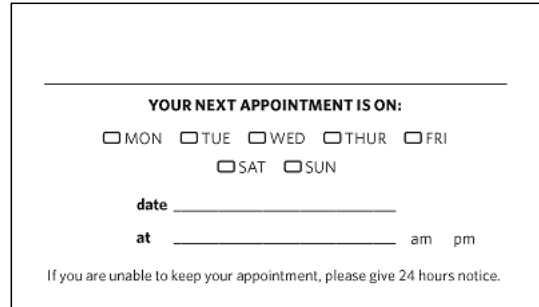 YOUR NEXT APPOINTMENT IS ON:
MON TUE WED THUR FRI
SAT SUN
date
at am pm
If you are unable to keep your appointment, please give 24 hours notice.